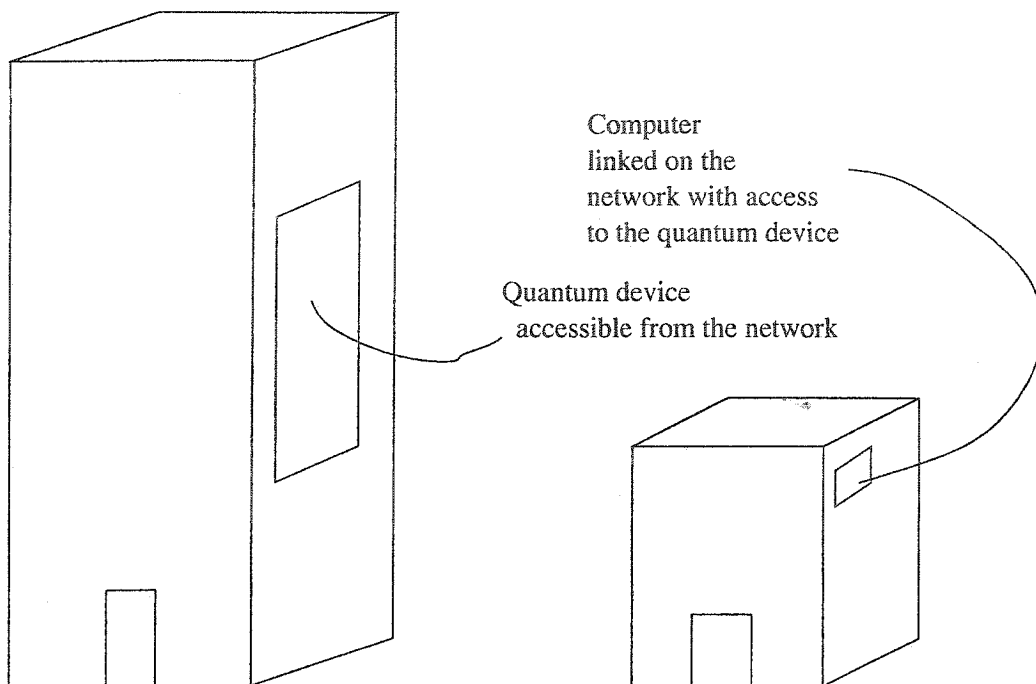 Computer
linked on the
network with access
to the quantum device
Quantum device
accessible from the network